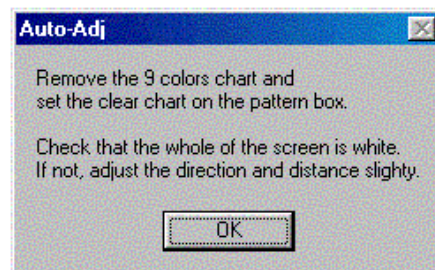 Auto-Adj
Remove the 9 colors chart and
set the clear chart on the pattern box.
Check that the whole of the screen is white.
If not, adjust the direction and distance slighty.
OK